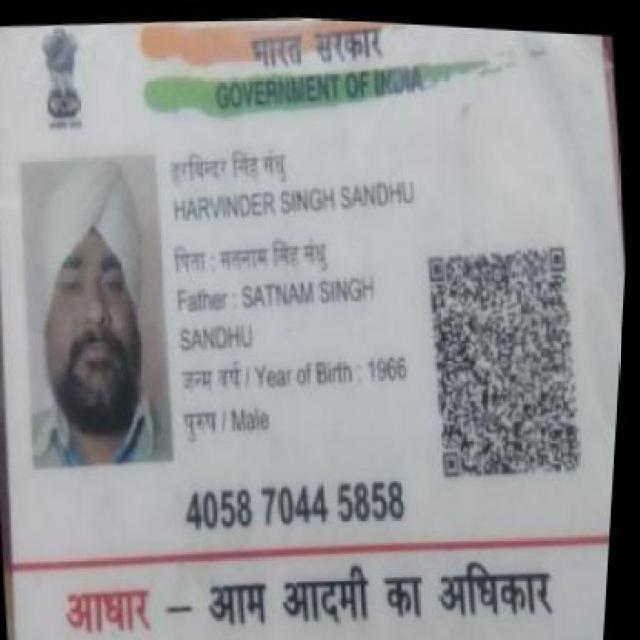 भारत सरकार
GOVERNMENT OF INDIA
हरविन्दर सिंह संधु
HARVINDER SINGH SANDHU
पिता : सतनाम सिंह संधु
Father : SATNAM SINGH
SANDHU
जन्म वर्ष / Year of Birth : 1966
पुरुष / Male
4058 7044 5858
आधार – आम आदमी का अधिकार